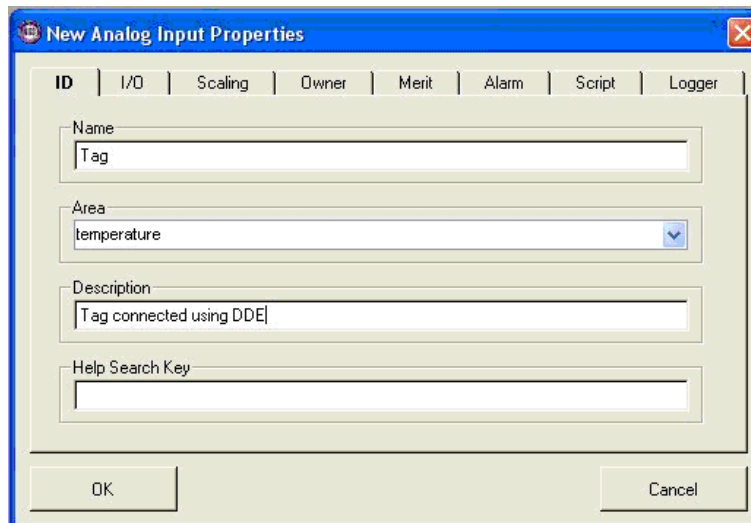 New Analog Input Properties
ID I/O Scaling Owner Merit Alarm Script Logger
Name
Tag
Area
temperature
Description
Tag connected using DDE
Help Search Key
OK Cancel